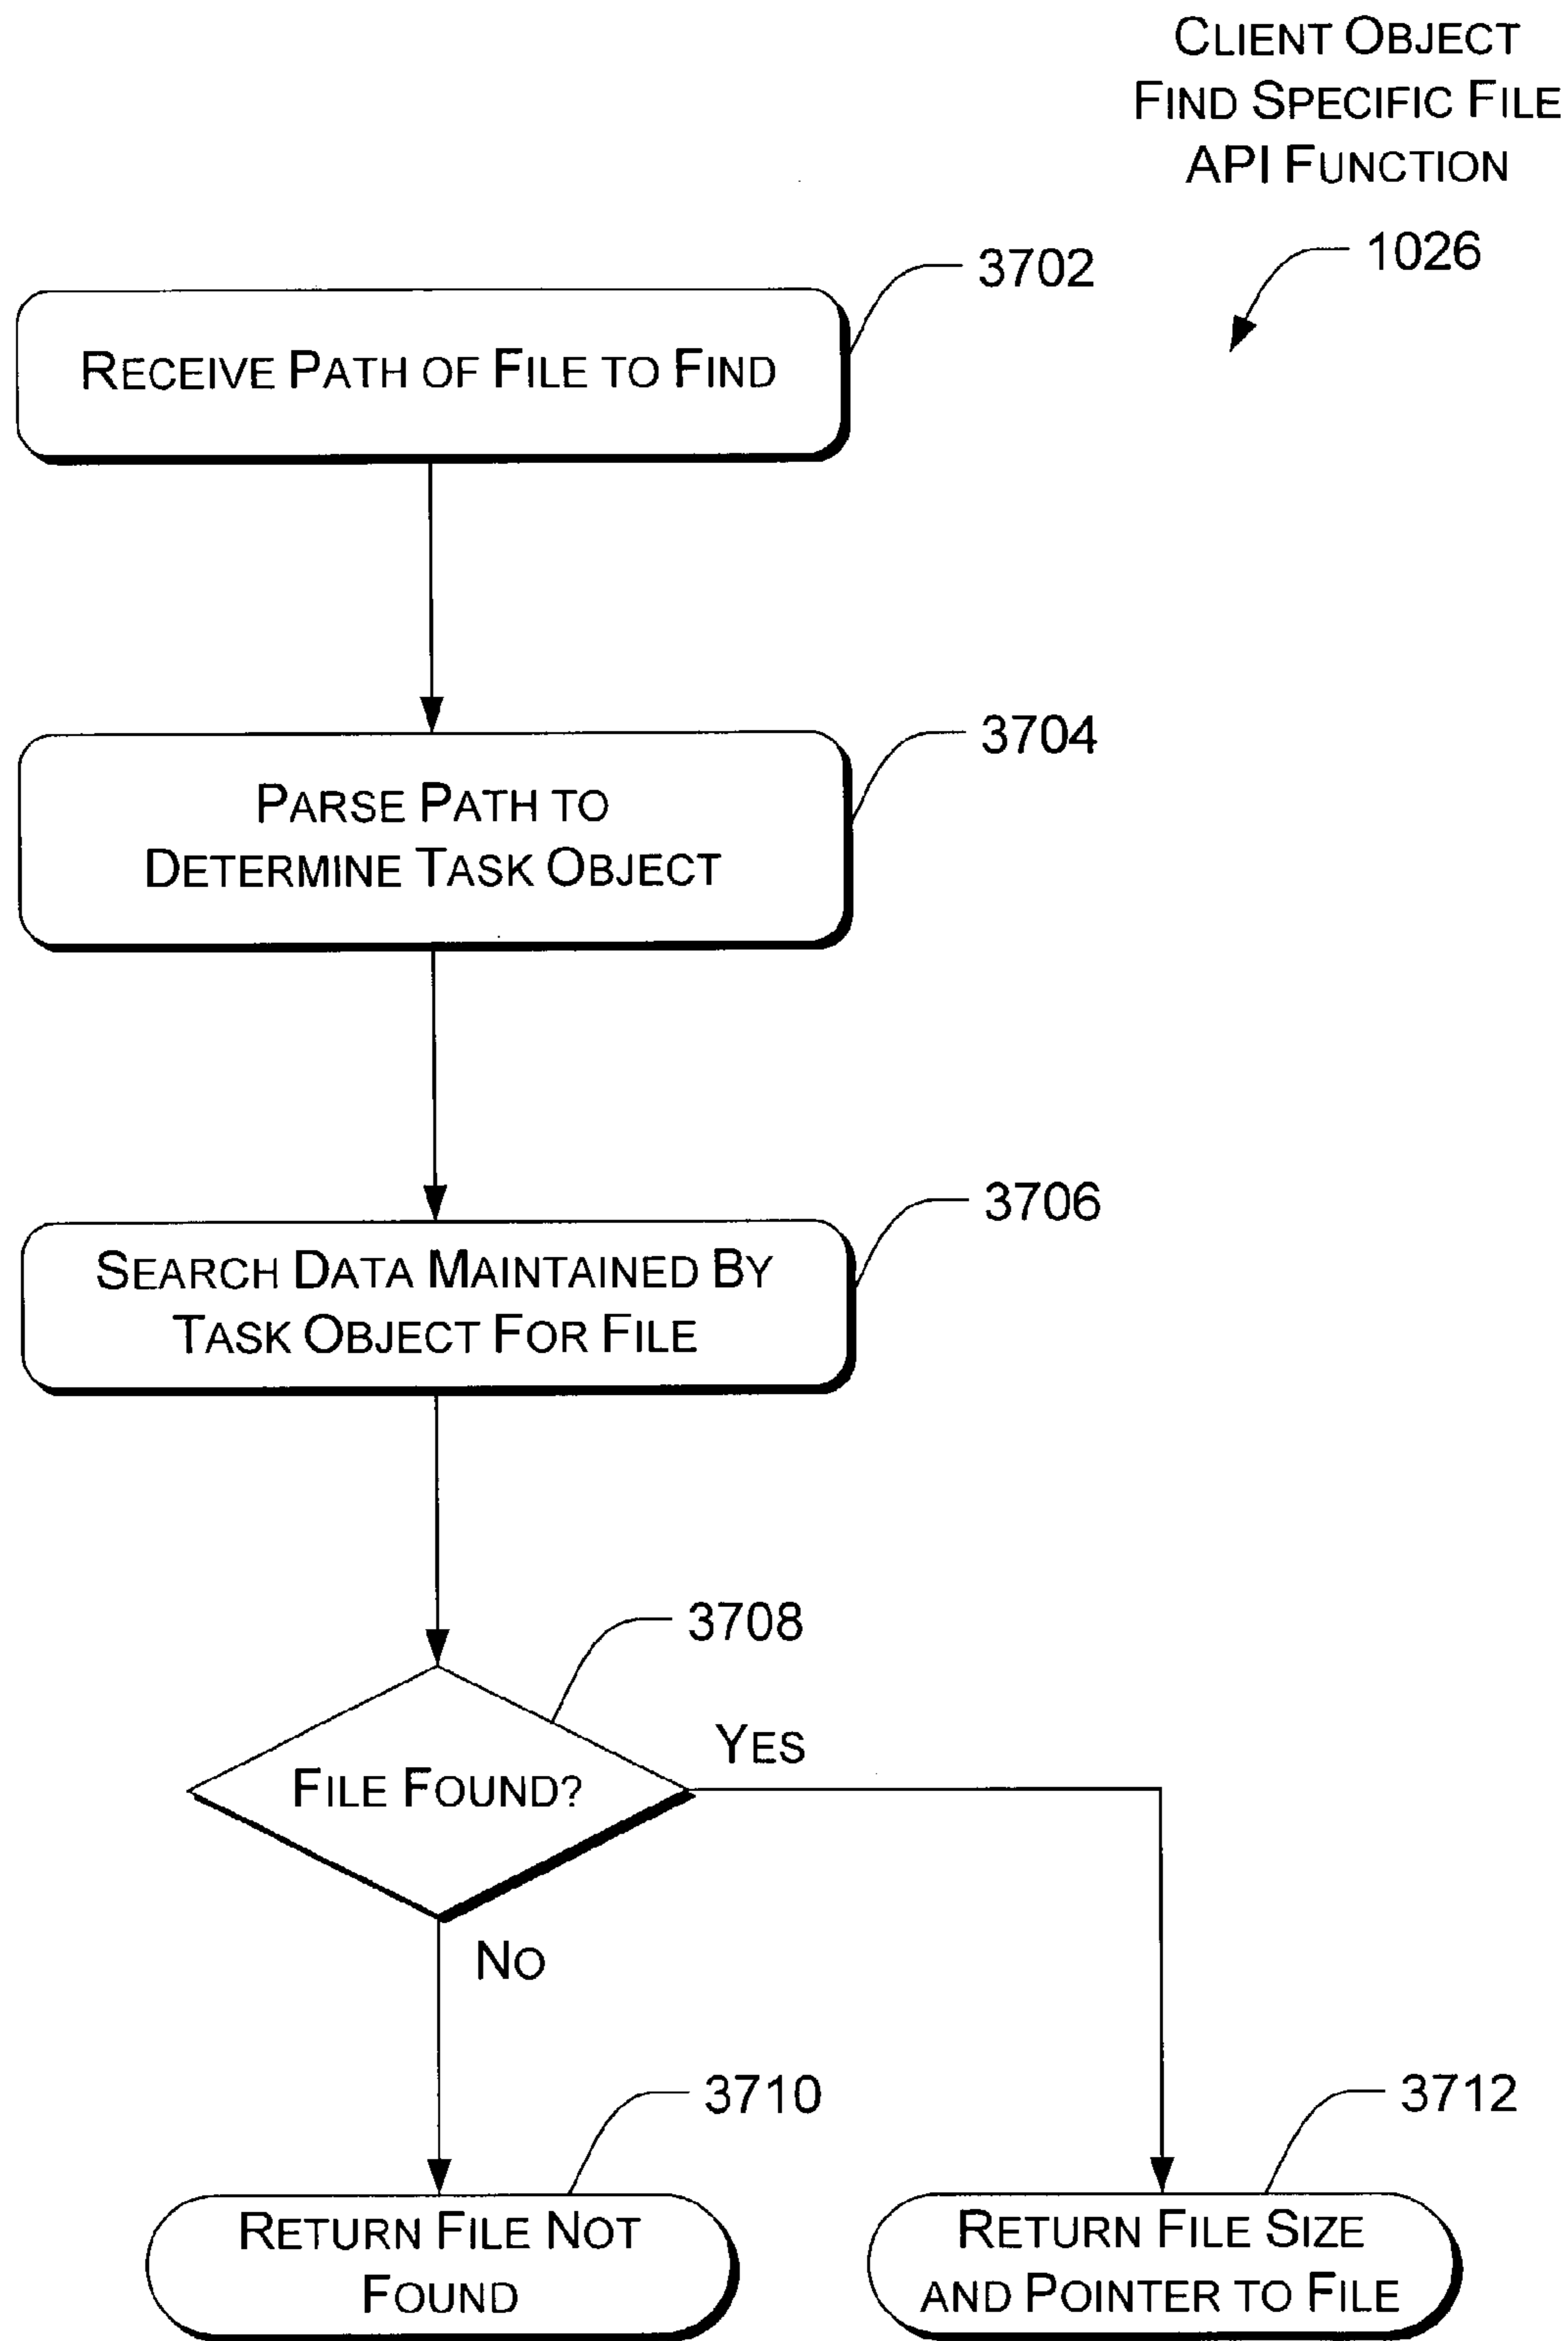 CLIENT OBJECT
FIND SPECIFIC FILE
API FUNCTION
1026
3702
RECEIVE PATH OF FILE TO FIND
3704
PARSE PATH TO
DETERMINE TASK OBJECT
3706
SEARCH DATA MAINTAINED BY
TASK OBJECT FOR FILE
3708
FILE FOUND?
YES
NO
3710
RETURN FILE NOT
FOUND
3712
RETURN FILE SIZE
AND POINTER TO FILE